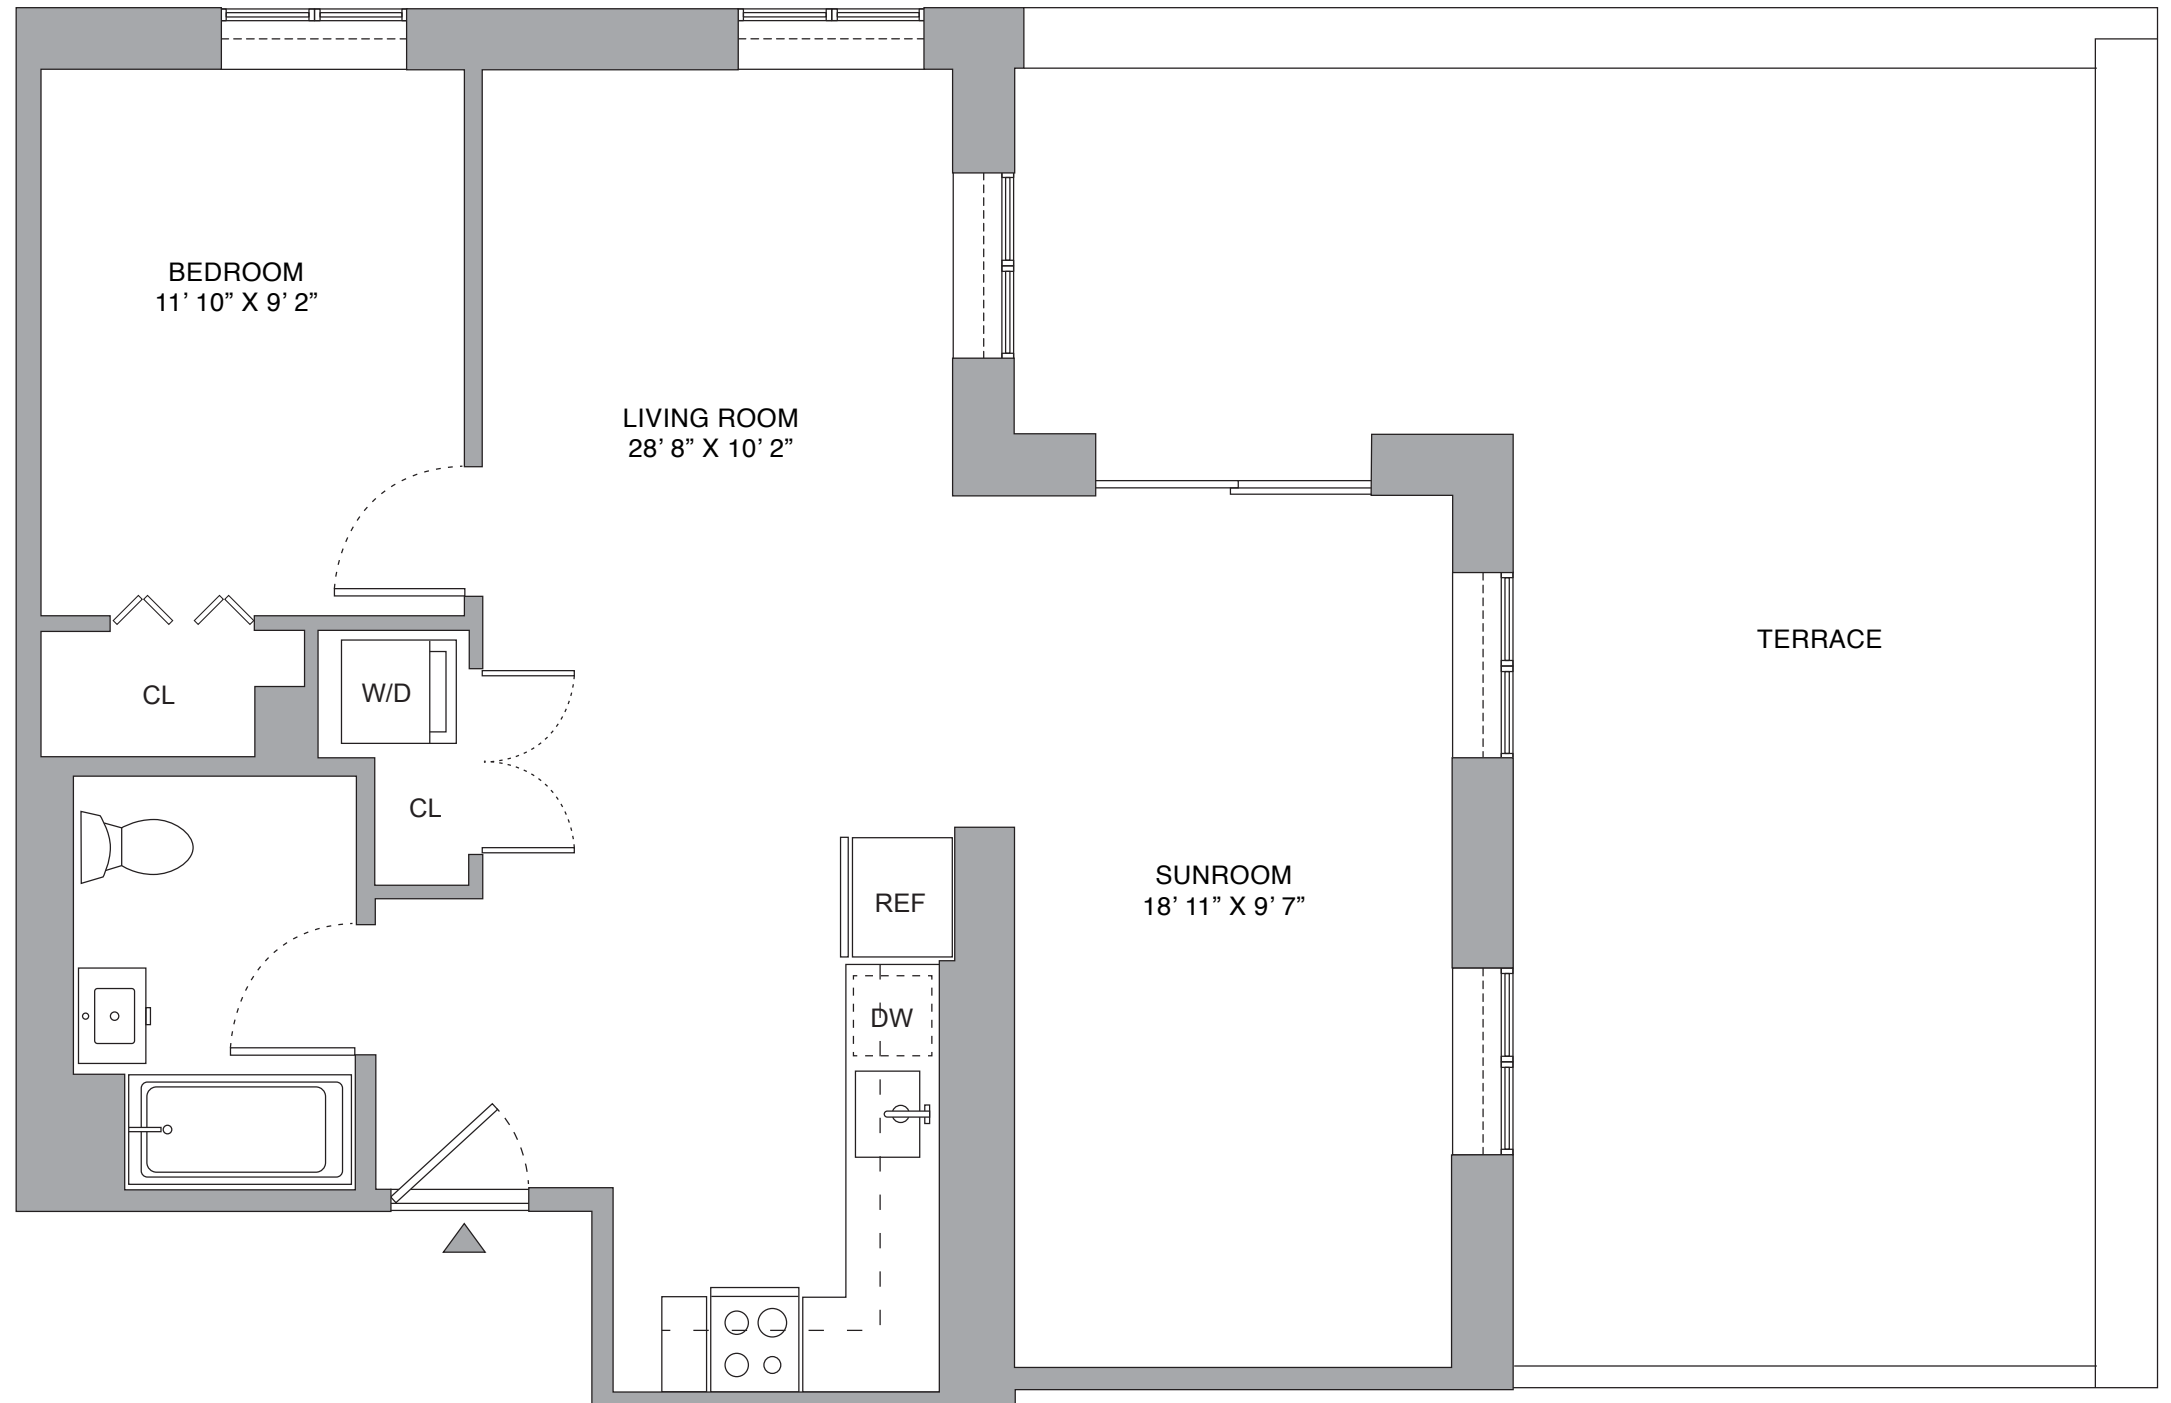 BEDROOM
11’ 10” X 9’ 2”
LIVING ROOM
28’ 8” X 10’ 2”
TERRACE
CL
W/D
CL
REF
SUNROOM
18’ 11” X 9’ 7”
DW